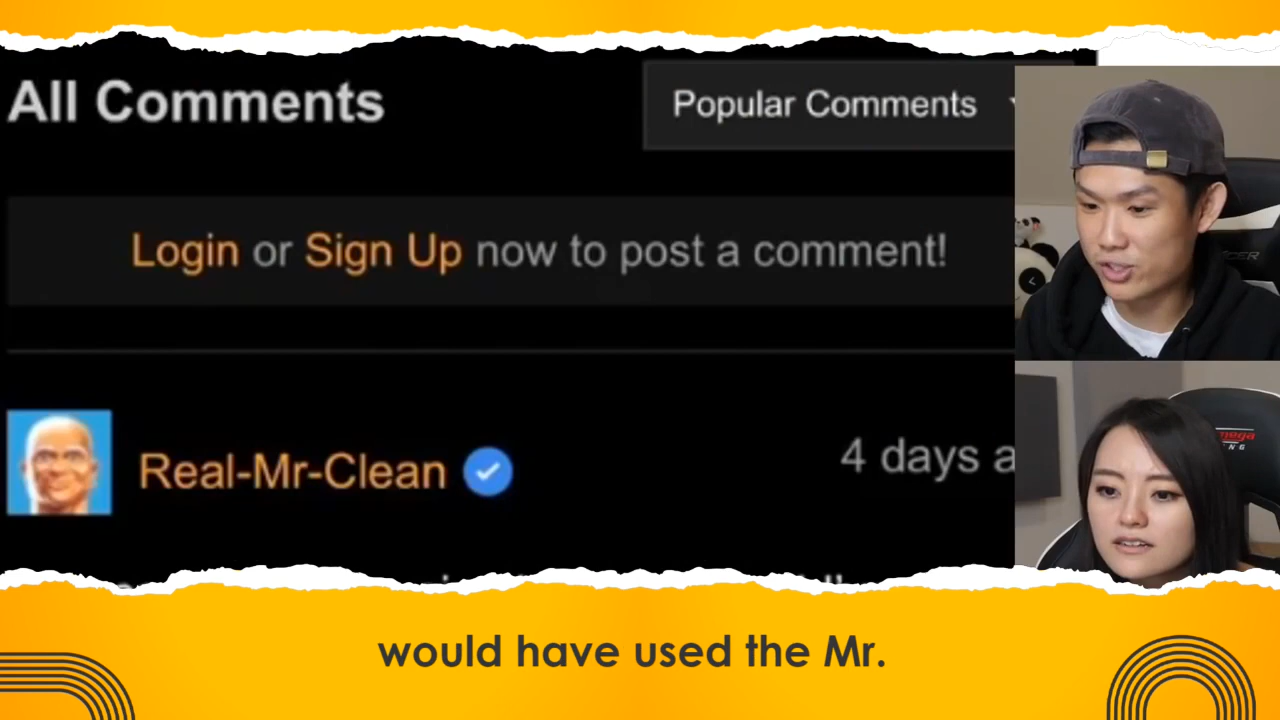 All Comments
Popular Comments
Login or Sign Up now to post a comment!
Real-Mr-Clean
4 days a
would have used the Mr.